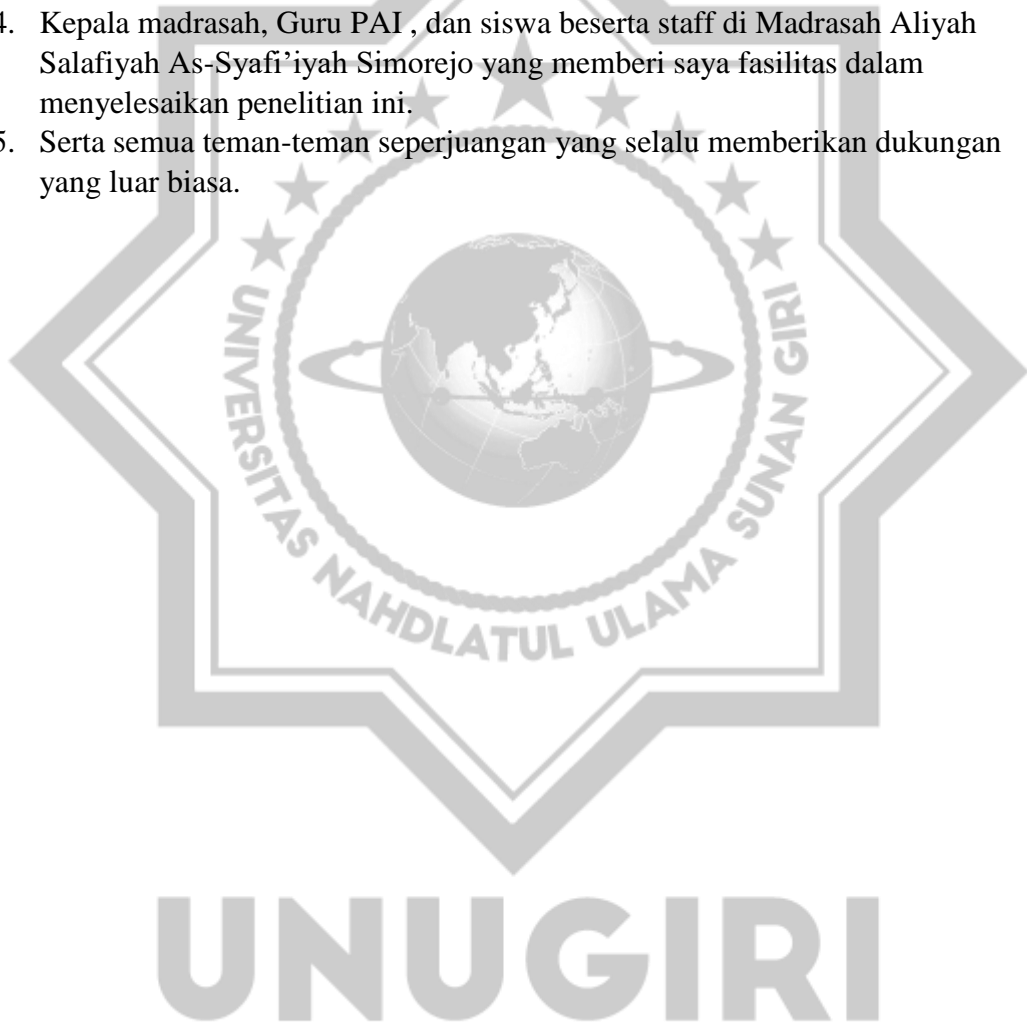 4. Kepala madrasah, Guru PAI , dan siswa beserta staff di Madrasah Aliyah
Salafiyah As-Syafi’iyah Simorejo yang memberi saya fasilitas dalam
menyelesaikan penelitian ini.
5. Serta semua teman-teman seperjuangan yang selalu memberikan dukungan
yang luar biasa.
UNIVERSITAS NAHDLATUL ULAMA SUNAN GIRI
UNUGIRI